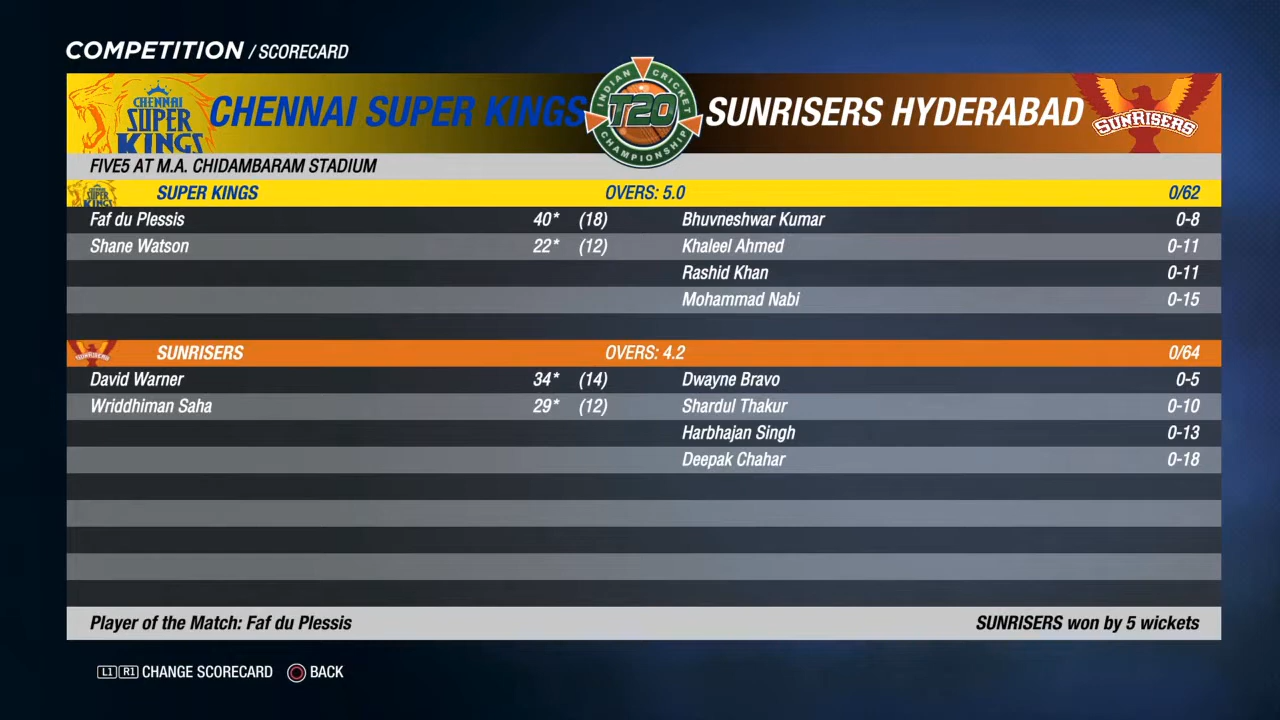 COMPETITION / SCORECARD
CHENNAI SUPER KINGS
CHENNAI SUPER KINGS
INDIAN CRICKET T20 CHAMPIONSHIP
SUNRISERS HYDERABAD
SUNRISERS
FIVE5 AT M.A. CHIDAMBARAM STADIUM
SUPER KINGS OVERS: 5.0 0/62
Faf du Plessis 40* (18) Bhuvneshwar Kumar 0-8
Shane Watson 22* (12) Khaleel Ahmed 0-11
Rashid Khan 0-11
Mohammad Nabi 0-15
SUNRISERS SUNRISERS OVERS: 4.2 0/64
David Warner 34* (14) Dwayne Bravo 0-5
Wriddhiman Saha 29* (12) Shardul Thakur 0-10
Harbhajan Singh 0-13
Deepak Chahar 0-18
Player of the Match: Faf du Plessis SUNRISERS won by 5 wickets
L1 R1 CHANGE SCORECARD BACK